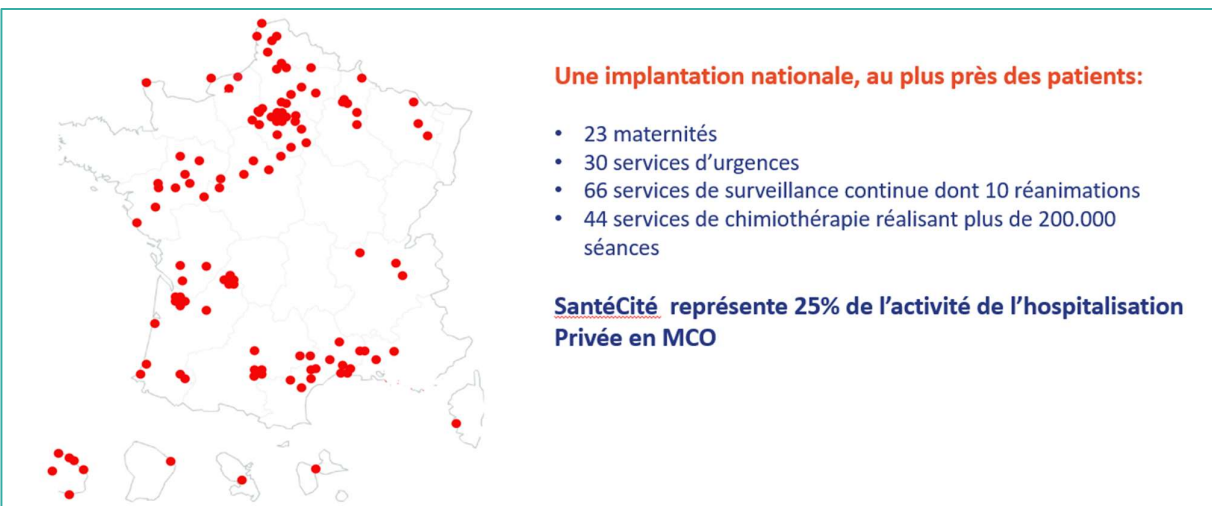 Une implantation nationale, au plus près des patients:
• 23 maternités
• 30 services d’urgences
• 66 services de surveillance continue dont 10 réanimations
• 44 services de chimiothérapie réalisant plus de 200.000
séances
SantéCité représente 25% de l’activité de l’hospitalisation
Privée en MCO